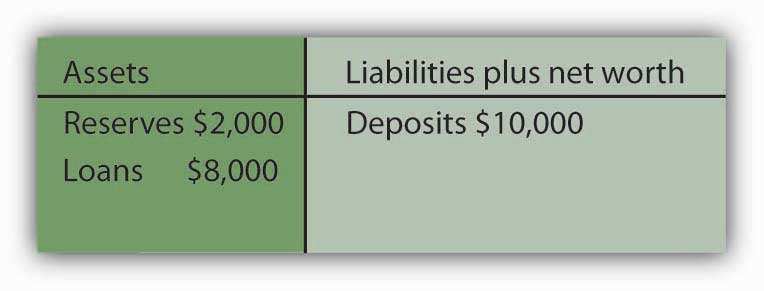 Assets
Liabilities plus net worth
Reserves $2,000
Deposits $10,000
Loans $8,000